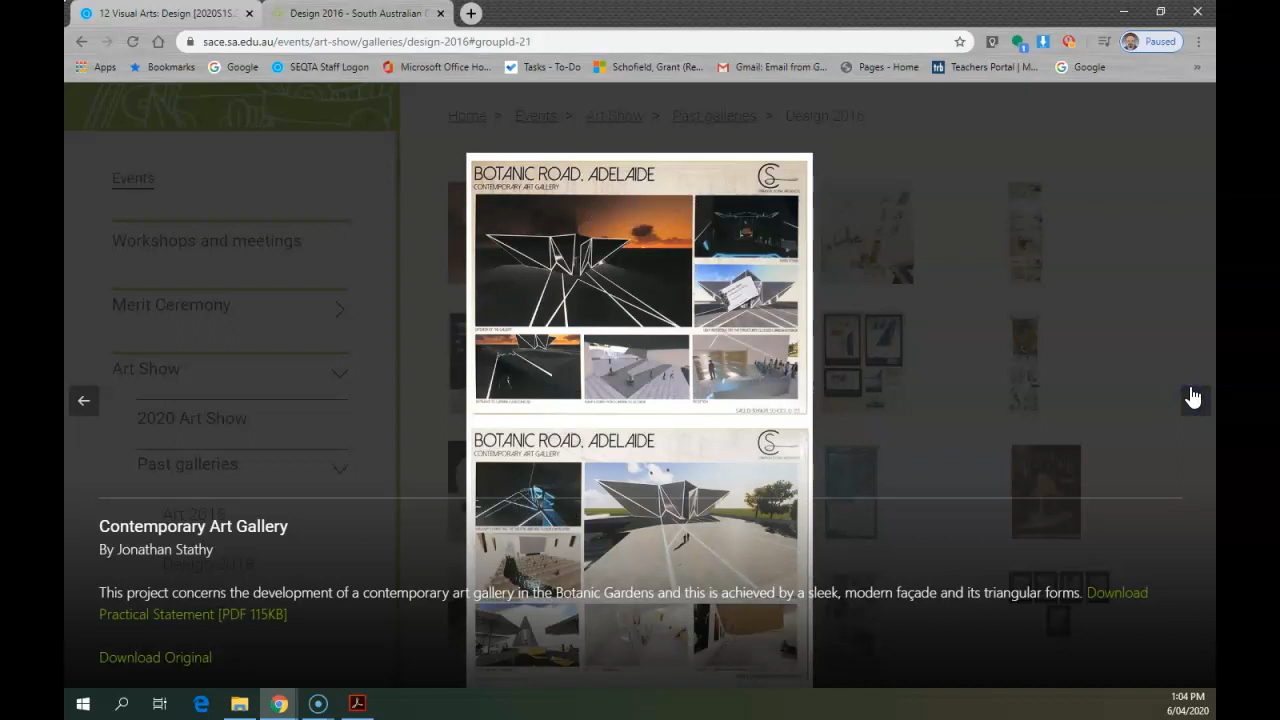 12 Visual Arts: Design [2020S1S
Design 2016 - South Australian C
sace.sa.edu.au/events/art-show/galleries/design-2016#groupId-21
Paused
Apps
Bookmarks
Google
SEQTA Staff Logon
Microsoft Office Ho...
Tasks - To-Do
Schofield, Grant (Re...
Gmail: Email from G...
Pages - Home
Teachers Portal | M...
Google
Home > Events > Art Show > Past galleries > Design 2016
Events
Workshops and meetings
Merit Ceremony
Art Show
2020 Art Show
Past galleries
Art 2016
Design 2016
BOTANIC ROAD, ADELAIDE
CONTEMPORARY ART GALLERY
BOTANIC ROAD, ADELAIDE
CONTEMPORARY ART GALLERY
Contemporary Art Gallery
By Jonathan Stathy
This project concerns the development of a contemporary art gallery in the Botanic Gardens and this is achieved by a sleek, modern façade and its triangular forms. Download
Practical Statement [PDF 115KB]
Download Original
1:04 PM
6/04/2020